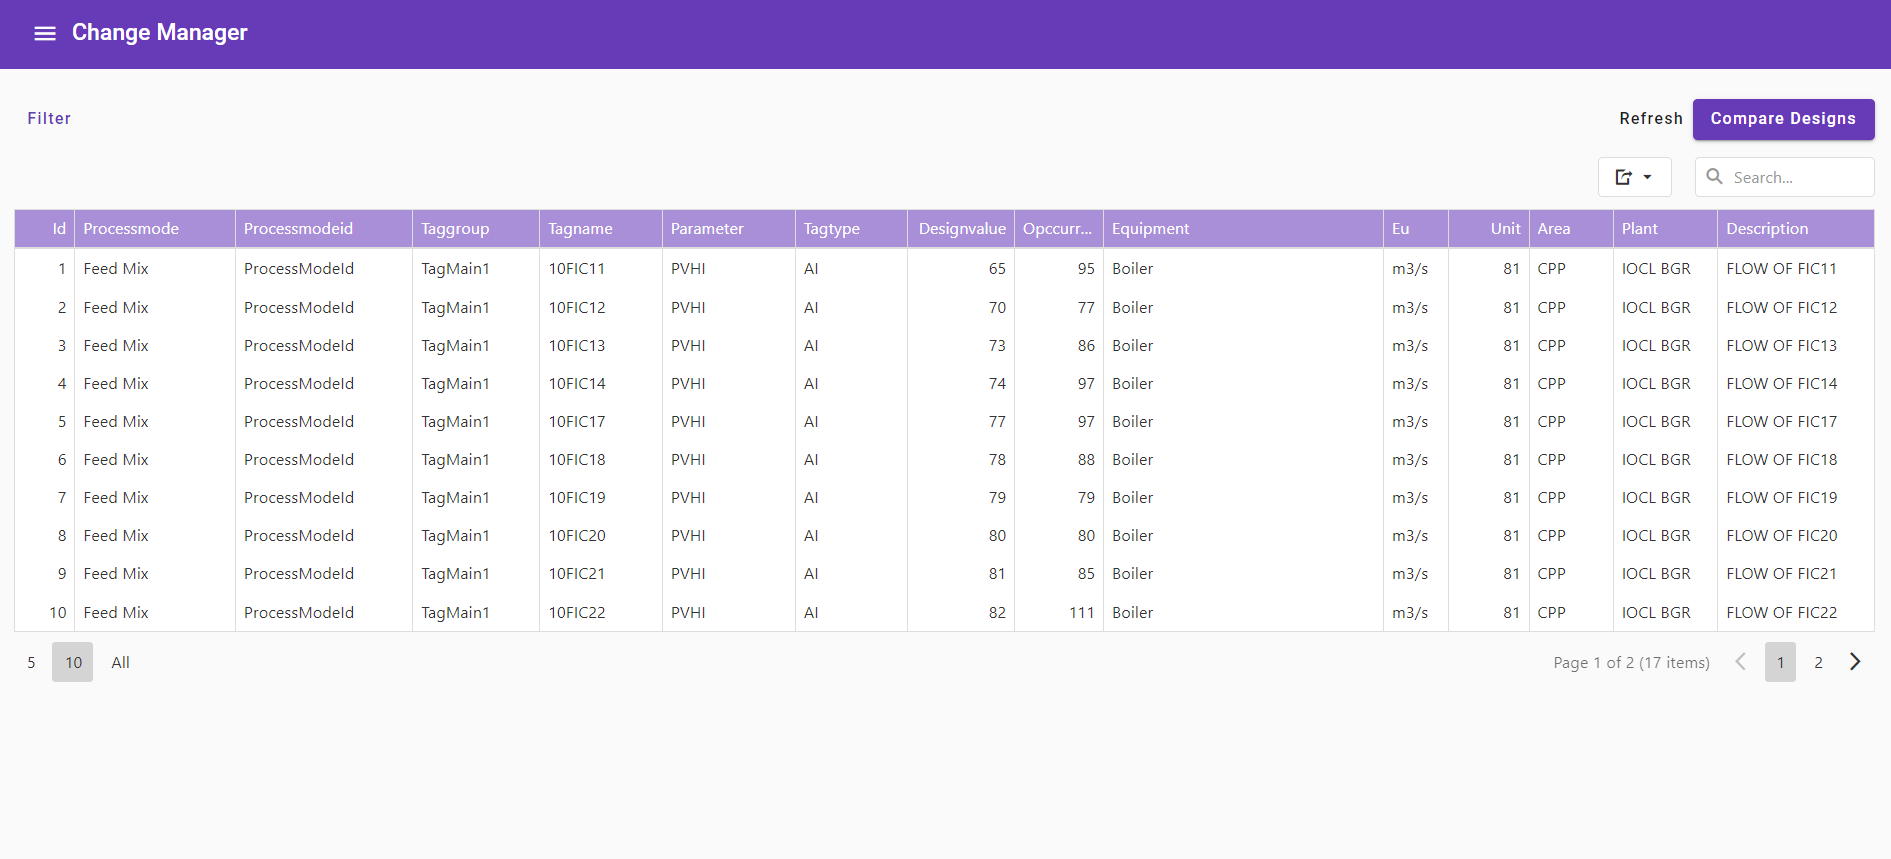 Change Manager
Filter
Refresh Compare Designs
Search...
Id Processmode Processmodeid Taggroup Tagname Parameter Tagtype Designvalue Opccurr... Equipment Eu Unit Area Plant Description
1 Feed Mix ProcessModeId TagMain1 10FIC11 PVHI AI 65 95 Boiler m3/s 81 CPP IOCL BGR FLOW OF FIC11
2 Feed Mix ProcessModeId TagMain1 10FIC12 PVHI AI 70 77 Boiler m3/s 81 CPP IOCL BGR FLOW OF FIC12
3 Feed Mix ProcessModeId TagMain1 10FIC13 PVHI AI 73 86 Boiler m3/s 81 CPP IOCL BGR FLOW OF FIC13
4 Feed Mix ProcessModeId TagMain1 10FIC14 PVHI AI 74 97 Boiler m3/s 81 CPP IOCL BGR FLOW OF FIC14
5 Feed Mix ProcessModeId TagMain1 10FIC17 PVHI AI 77 97 Boiler m3/s 81 CPP IOCL BGR FLOW OF FIC17
6 Feed Mix ProcessModeId TagMain1 10FIC18 PVHI AI 78 88 Boiler m3/s 81 CPP IOCL BGR FLOW OF FIC18
7 Feed Mix ProcessModeId TagMain1 10FIC19 PVHI AI 79 79 Boiler m3/s 81 CPP IOCL BGR FLOW OF FIC19
8 Feed Mix ProcessModeId TagMain1 10FIC20 PVHI AI 80 80 Boiler m3/s 81 CPP IOCL BGR FLOW OF FIC20
9 Feed Mix ProcessModeId TagMain1 10FIC21 PVHI AI 81 85 Boiler m3/s 81 CPP IOCL BGR FLOW OF FIC21
10 Feed Mix ProcessModeId TagMain1 10FIC22 PVHI AI 82 111 Boiler m3/s 81 CPP IOCL BGR FLOW OF FIC22
5 10 All Page 1 of 2 (17 items) 1 2